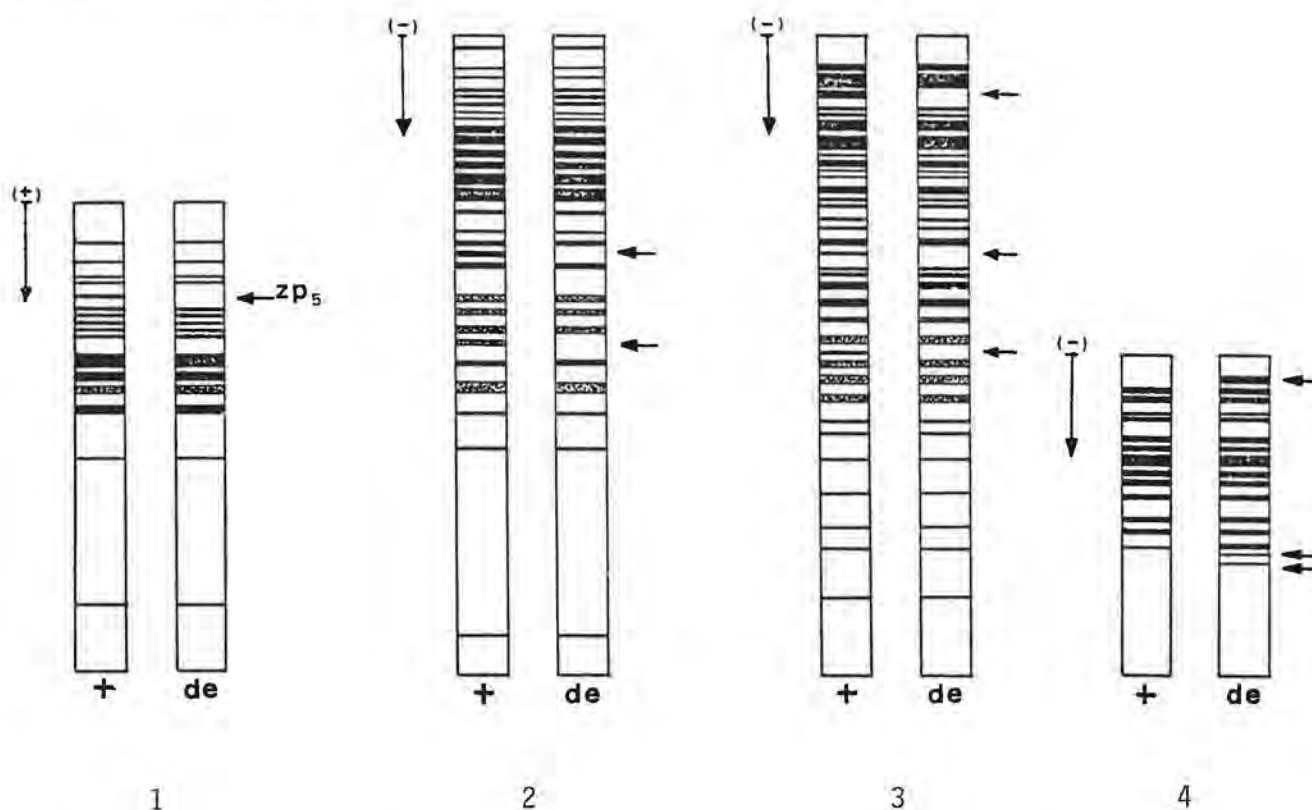 (-)
(-)
(±)
zp5
(-)
+ de
+ de
+ de
+ de
1 2 3 4